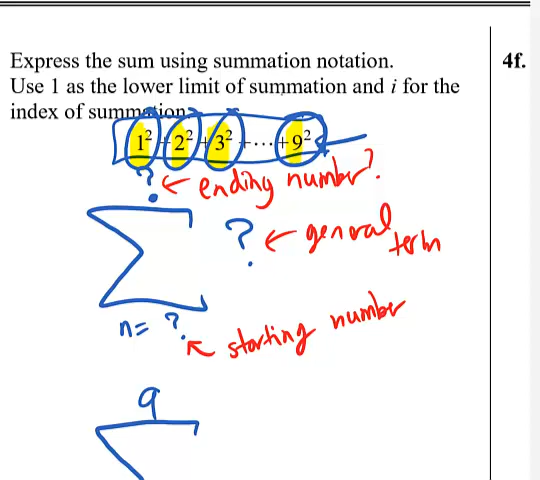 Express the sum using summation notation.
4f.
Use 1 as the lower limit of summation and i for the
index of summation.
1² + 2² + 3² + ... + 9²
? ← ending number?
? ← general
term
n = ?
↖ starting number
9